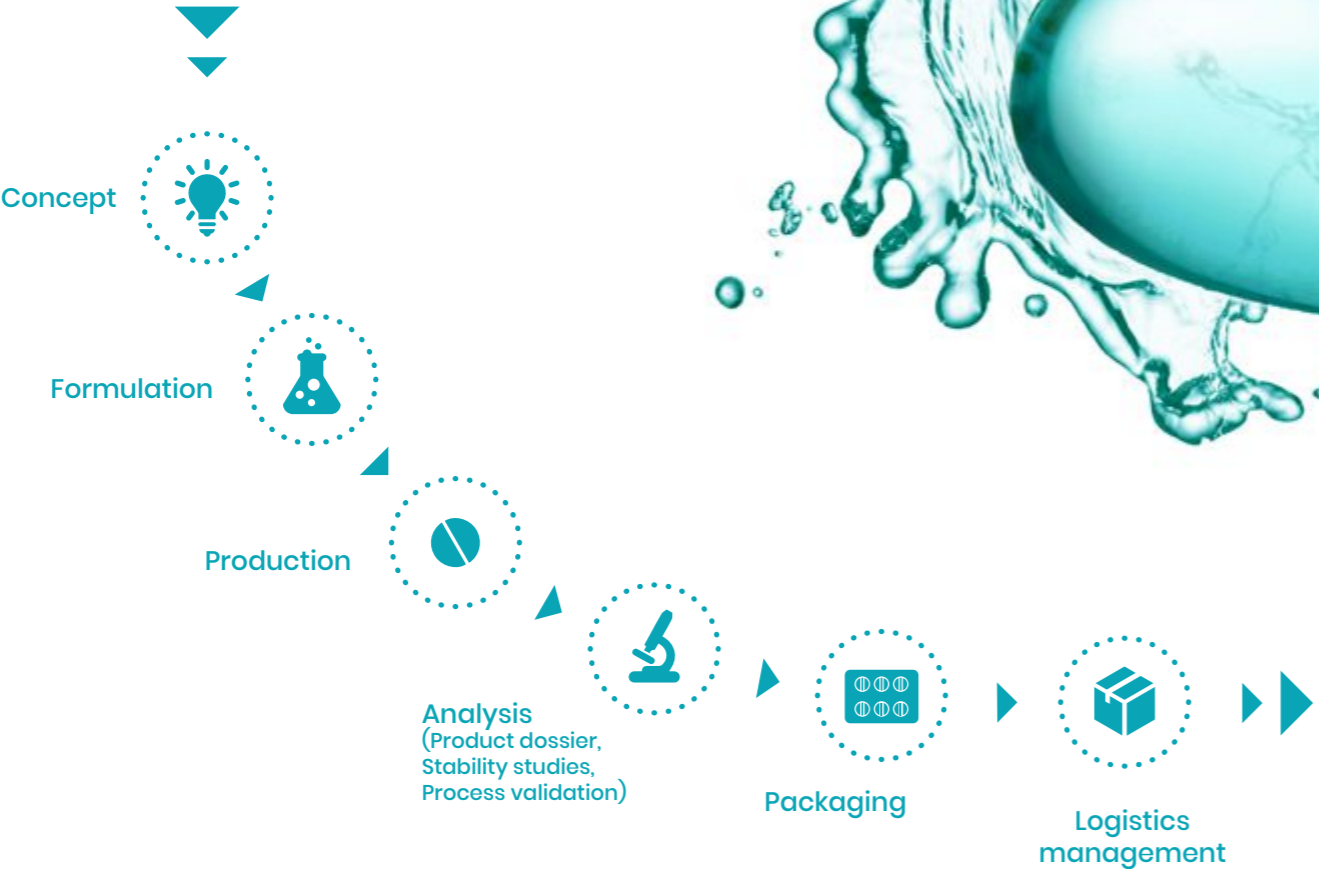 Concept
Formulation
Production
Analysis
(Product dossier,
Stability studies,
Process validation)
Packaging
Logistics
management